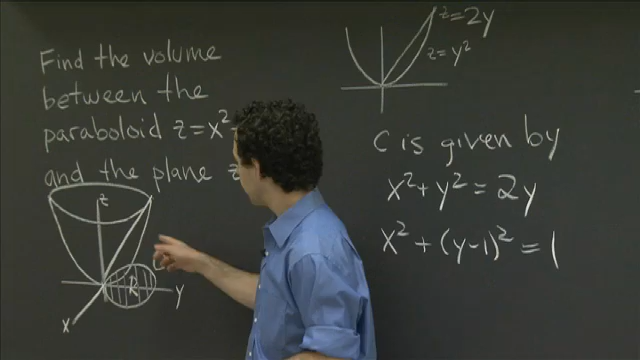 Find the volume
between the
paraboloid z=x²
and the plane z
z
C
R
y
x
z=2y
z=y²
C is given by
x²+y²=2y
x²+(y-1)²=1